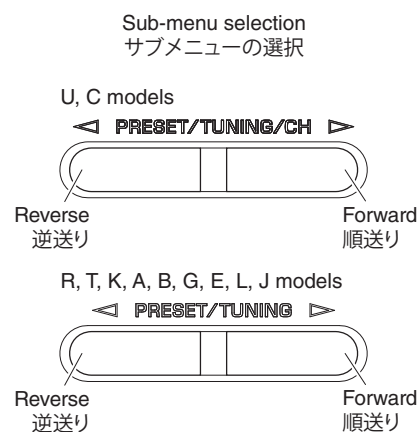 Sub-menu selection
サブメニューの選択
U, C models
◁ PRESET/TUNING/CH ▷
Reverse
逆送り
Forward
順送り
R, T, K, A, B, G, E, L, J models
◁ PRESET/TUNING ▷
Reverse
逆送り
Forward
順送り